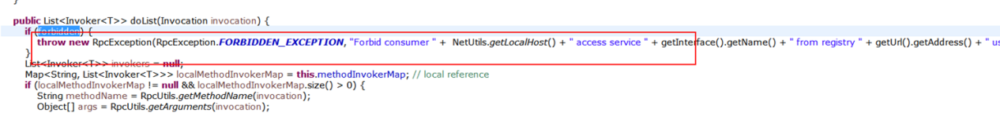 }
public List<Invoker<T>> doList(Invocation invocation) {
if (forbidden) {
throw new RpcException(RpcException.FORBIDDEN_EXCEPTION, "Forbid consumer " + NetUtils.getLocalHost() + " access service " + getInterface().getName() + " from registry " + getUrl().getAddress() + " us
}
List<Invoker<T>> invokers = null;
Map<String, List<Invoker<T>>> localMethodInvokerMap = this.methodInvokerMap; // local reference
if (localMethodInvokerMap != null && localMethodInvokerMap.size() > 0) {
String methodName = RpcUtils.getMethodName(invocation);
Object[] args = RpcUtils.getArguments(invocation);